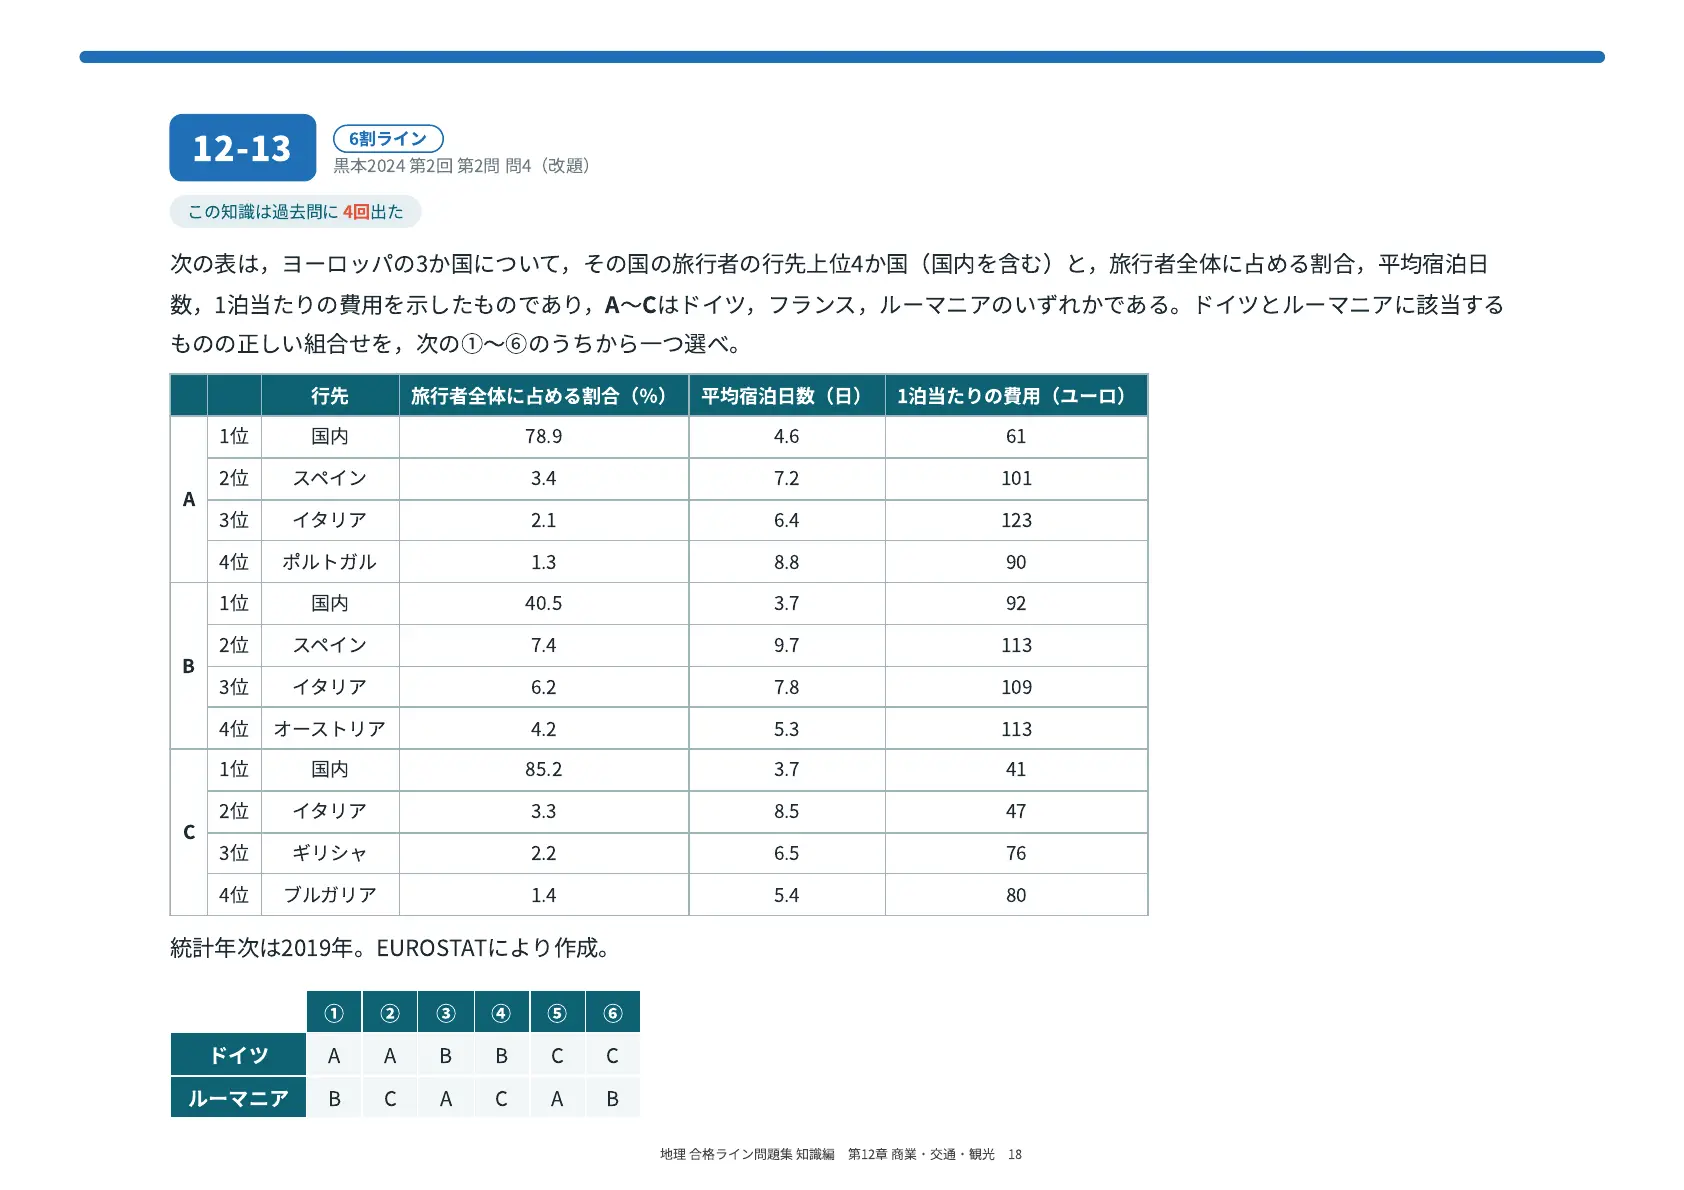 12-13
6割ライン
黒本2024 第2回 第2問 問4（改題）
この知識は過去問に 4回出た
次の表は，ヨーロッパの3か国について，その国の旅行者の行先上位4か国（国内を含む）と，旅行者全体に占める割合，平均宿泊日
数，1泊当たりの費用を示したものであり，A～Cはドイツ，フランス，ルーマニアのいずれかである。ドイツとルーマニアに該当する
ものの正しい組合せを，次の①～⑥のうちから一つ選べ。
行先 旅行者全体に占める割合（％） 平均宿泊日数（日） 1泊当たりの費用（ユーロ）
A
1位 国内 78.9 4.6 61
2位 スペイン 3.4 7.2 101
3位 イタリア 2.1 6.4 123
4位 ポルトガル 1.3 8.8 90
B
1位 国内 40.5 3.7 92
2位 スペイン 7.4 9.7 113
3位 イタリア 6.2 7.8 109
4位 オーストリア 4.2 5.3 113
C
1位 国内 85.2 3.7 41
2位 イタリア 3.3 8.5 47
3位 ギリシャ 2.2 6.5 76
4位 ブルガリア 1.4 5.4 80
統計年次は2019年。EUROSTATにより作成。
① ② ③ ④ ⑤ ⑥
ドイツ A A B B C C
ルーマニア B C A C A B
地理 合格ライン問題集 知識編 第12章 商業・交通・観光 18